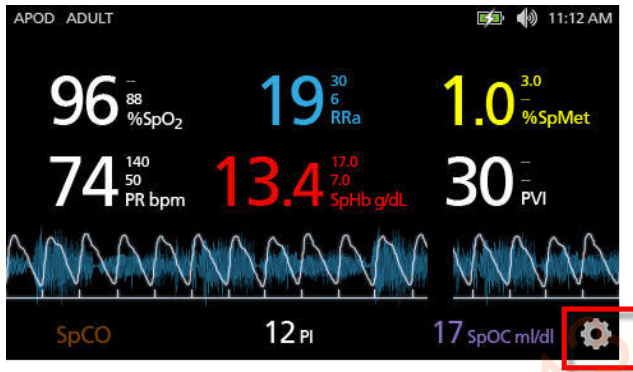 APOD ADULT 11:12 AM
96 -- 88 %SpO2 19 30 6 RRa 1.0 3.0 -- %SpMet
74 140 50 PR bpm 13.4 17.0 7.0 SpHb g/dL 30 -- -- PVI
SpCO 12 PI 17 SpOC ml/dl